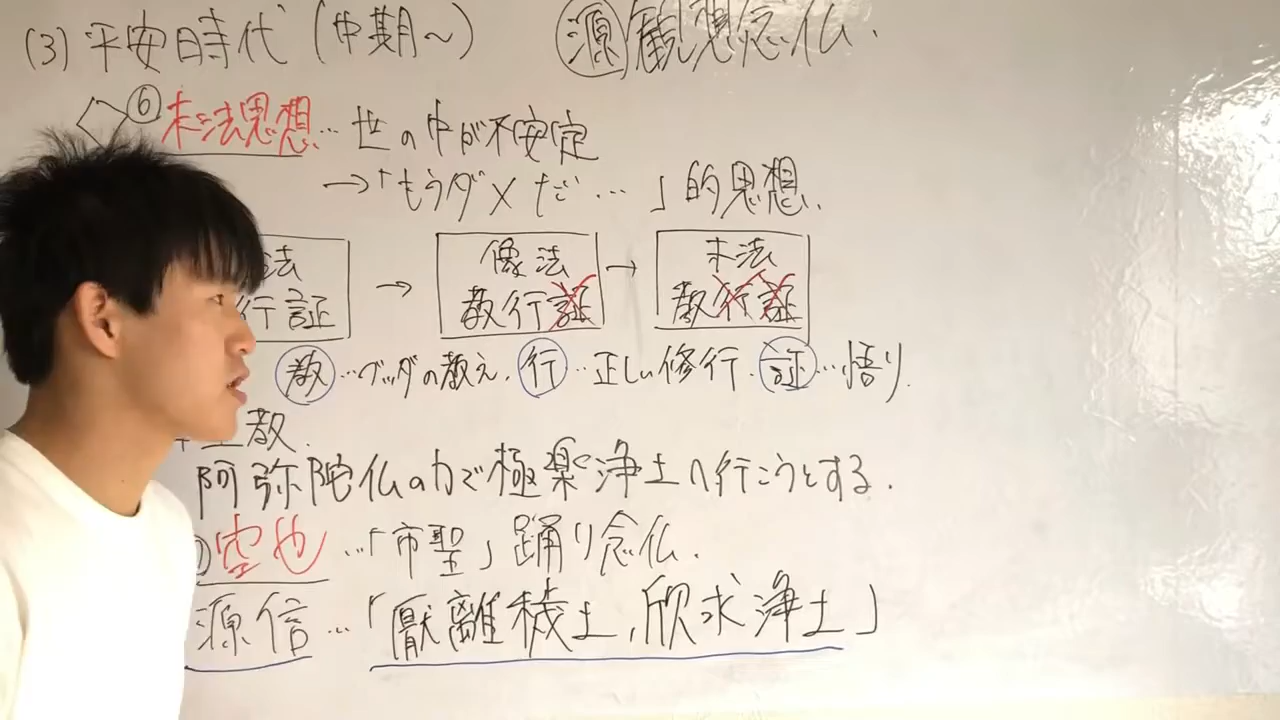 (3) 平安時代 (中期〜) 源 観想念仏.
⑥ 末法思想… 世の中が不安定
→「もうダメだ…」的思想.
法 → 像法 → 末法
行証 教行証 教行証
教…ブッダの教え. 行…正しい修行. 証…悟り.
土教.
阿弥陀仏の力で極楽浄土へ行こうとする.
空也…「市聖」踊り念仏.
源信…「厭離穢土,欣求浄土」